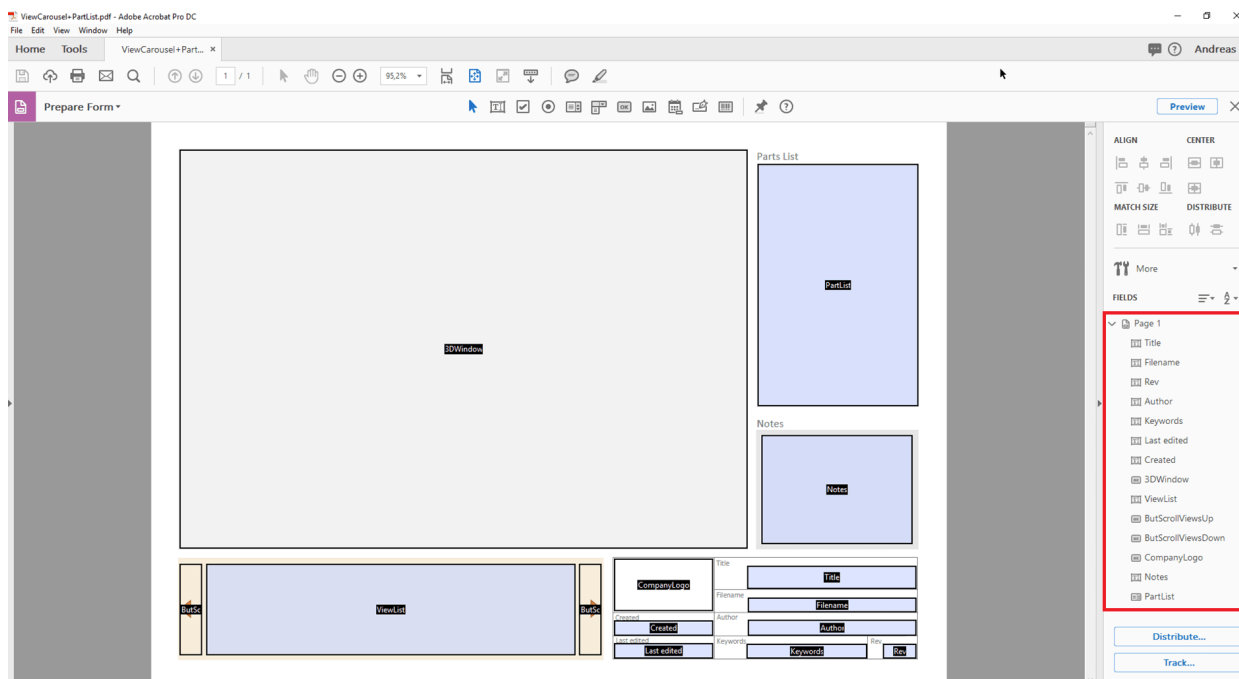 ViewCarousel+PartList.pdf - Adobe Acrobat Pro DC
File Edit View Window Help
Home Tools ViewCarousel+Part... × Andreas
1 / 1 95,2%
Prepare Form Preview
ALIGN CENTER
MATCH SIZE DISTRIBUTE
More
FIELDS
Page 1
Title
Filename
Rev
Author
Keywords
Last edited
Created
3DWindow
ViewList
ButScrollViewsUp
ButScrollViewsDown
CompanyLogo
Notes
PartList
Distribute...
Track...
Parts List
PartList
3DWindow
Notes
Notes
ButSc
ViewList
ButSc
CompanyLogo
Title
Title
Filename
Filename
Created
Created
Author
Author
Last edited
Last edited
Keywords
Keywords
Rev
Rev